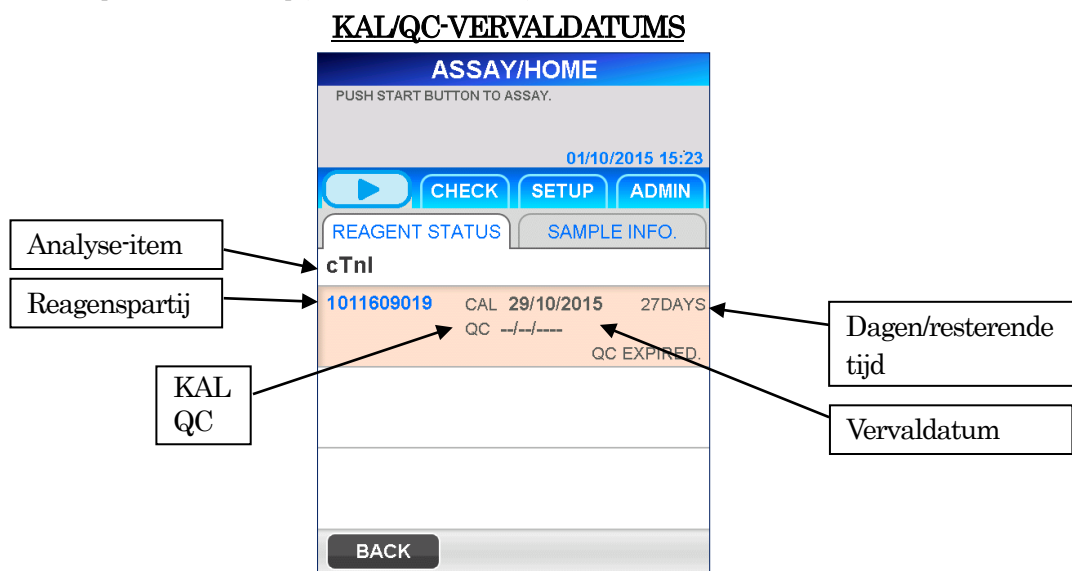 KAL/QC-VERVALDATUMS
ASSAY/HOME
PUSH START BUTTON TO ASSAY.
01/10/2015 15:23
CHECK SETUP ADMIN
REAGENT STATUS SAMPLE INFO.
Analyse-item
cTnI
Reagenspartij
1011609019 CAL 29/10/2015 27DAYS
QC --/--/----
QC EXPIRED.
Dagen/resterende
tijd
KAL
QC
Vervaldatum
BACK